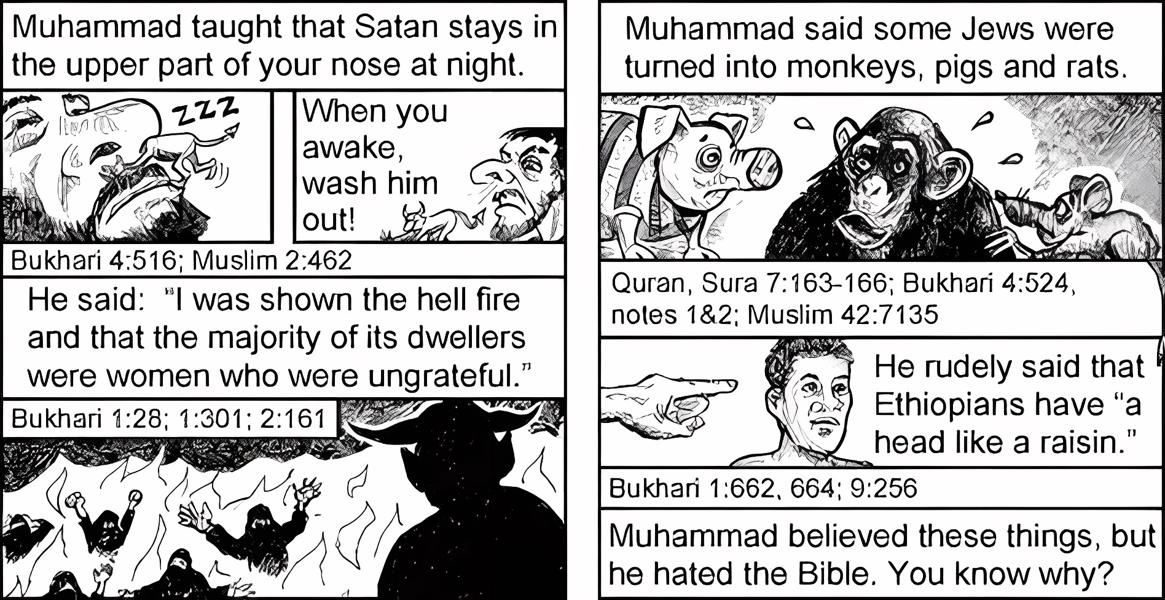 Muhammad taught that Satan stays in
the upper part of your nose at night.
ZZZ
When you
awake,
wash him
out!
Bukhari 4:516; Muslim 2:462
He said: "I was shown the hell fire
and that the majority of its dwellers
were women who were ungrateful."
Bukhari 1:28; 1:301; 2:161
Muhammad said some Jews were
turned into monkeys, pigs and rats.
Quran, Sura 7:163-166; Bukhari 4:524,
notes 1&2; Muslim 42:7135
He rudely said that
Ethiopians have "a
head like a raisin."
Bukhari 1:662, 664; 9:256
Muhammad believed these things, but
he hated the Bible. You know why?